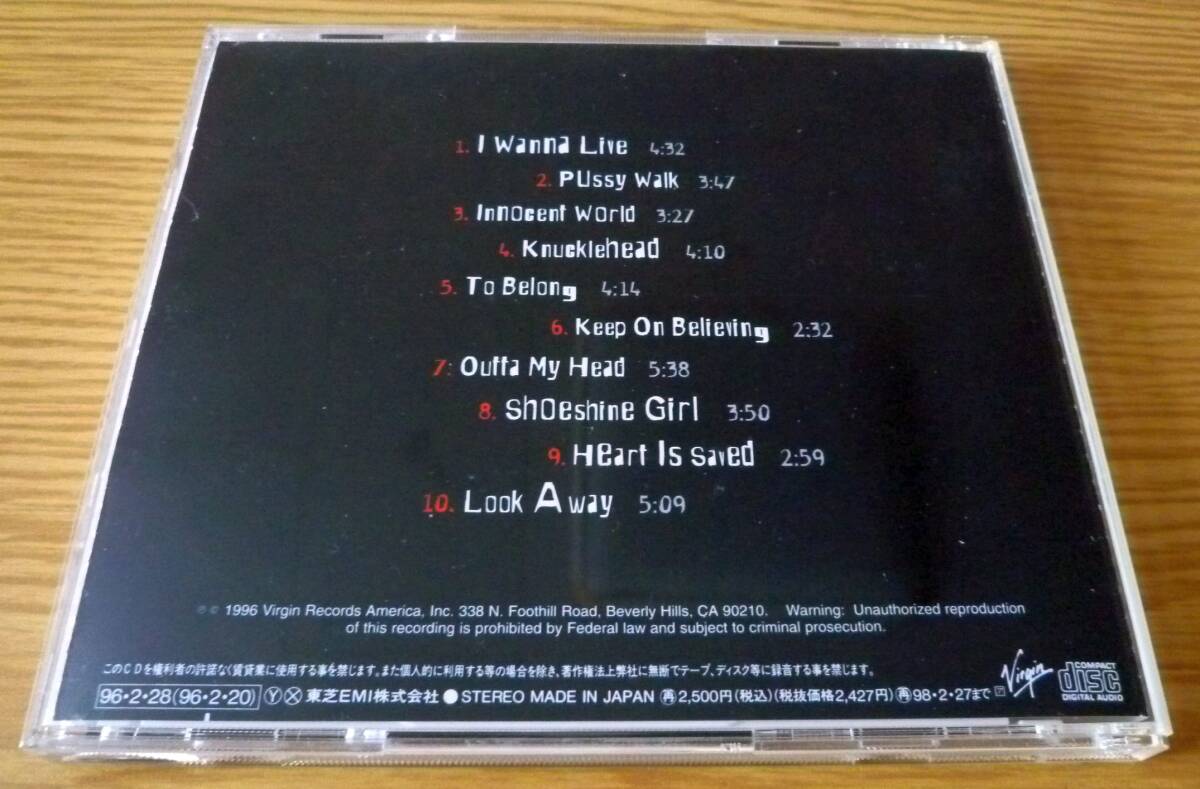 1. I Wanna Live 4:32
2. Pussy Walk 3:47
3. Innocent World 3:27
4. Knucklehead 4:10
5. To Belong 4:14
6. Keep On Believing 2:32
7. Outta My Head 5:38
8. Shoeshine Girl 3:50
9. Heart Is Saved 2:59
10. Look Away 5:09
℗ © 1996 Virgin Records America, Inc. 338 N. Foothill Road, Beverly Hills, CA 90210. Warning: Unauthorized reproduction
of this recording is prohibited by Federal law and subject to criminal prosecution.
このCDを権利者の許諾なく賃貸業に使用する事を禁じます。また個人的に利用する等の場合を除き、著作権法上弊社に無断でテープ、ディスク等に録音する事を禁じます。
96・2・28(96・2・20) Ⓨ Ⓧ 東芝EMI株式会社 ● STEREO MADE IN JAPAN 再2,500円(税込)(税抜価格2,427円) 再98・2・27まで
Virgin
COMPACT
disc
DIGITAL AUDIO